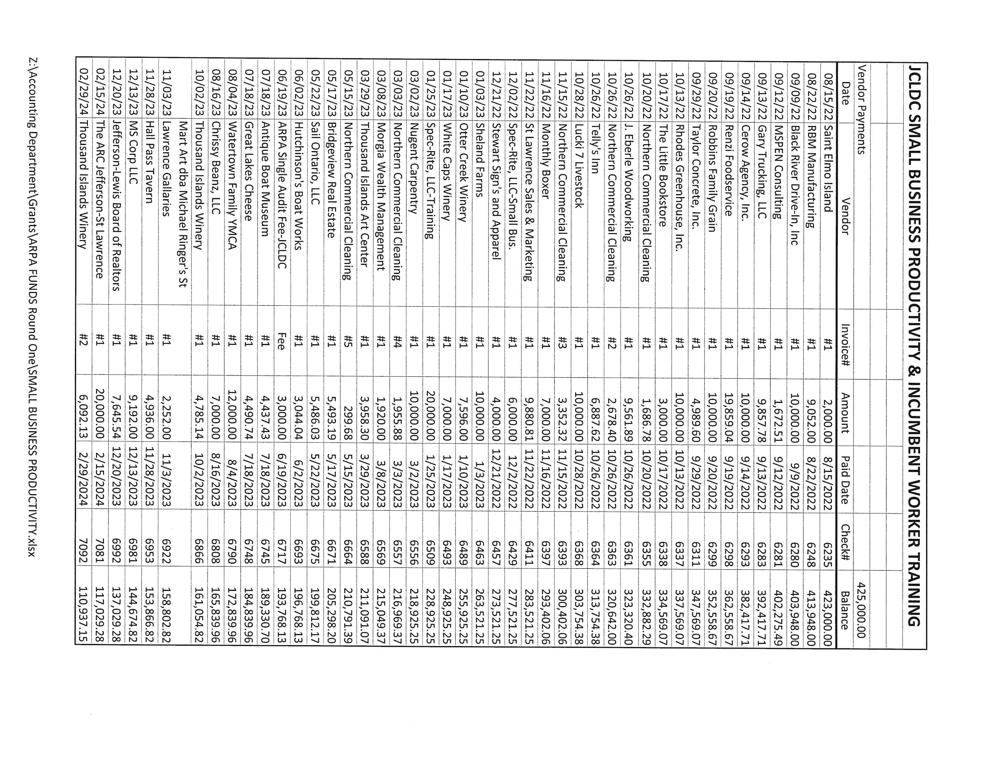 JCLDC SMALL BUSINESS PRODUCTIVITY & INCUMBENT WORKER TRAINING
Vendor Payments 425,000.00
Date Vendor Invoice# Amount Paid Date Check# Balance
08/15/22 Saint Elmo Island #1 2,000.00 8/15/2022 6235 423,000.00
08/22/22 RBM Manufacturing #1 9,052.00 8/22/2022 6248 413,948.00
09/09/22 Black River Drive-In, Inc #1 10,000.00 9/9/2022 6280 403,948.00
09/12/22 MSPEN Consulting #1 1,672.51 9/12/2022 6281 402,275.49
09/13/22 Gary Trucking, LLC #1 9,857.78 9/13/2022 6283 392,417.71
09/14/22 Cerow Agency, Inc. #1 10,000.00 9/14/2022 6293 382,417.71
09/19/22 Renzi Foodservice #1 19,859.04 9/19/2022 6298 362,558.67
09/20/22 Robbins Family Grain #1 10,000.00 9/20/2022 6299 352,558.67
09/29/22 Taylor Concrete, Inc. #1 4,989.60 9/29/2022 6311 347,569.07
10/13/22 Rhodes Greenhouse, Inc. #1 10,000.00 10/13/2022 6337 337,569.07
10/17/22 The Little Bookstore #1 3,000.00 10/17/2022 6338 334,569.07
10/20/22 Northern Commercial Cleaning #1 1,686.78 10/20/2022 6355 332,882.29
10/26/22 J. Eberle Woodworking #1 9,561.89 10/26/2022 6361 323,320.40
10/26/22 Northern Commercial Cleaning #2 2,678.40 10/26/2022 6363 320,642.00
10/26/22 Telly's Inn #1 6,887.62 10/26/2022 6364 313,754.38
10/28/22 Lucki 7 Livestock #1 10,000.00 10/28/2022 6368 303,754.38
11/15/22 Northern Commercial Cleaning #3 3,352.32 11/15/2022 6393 300,402.06
11/16/22 Monthly Boxer #1 7,000.00 11/16/2022 6397 293,402.06
11/22/22 St Lawrence Sales & Marketing #1 9,880.81 11/22/2022 6411 283,521.25
12/02/22 Spec-Rite, LLC-Small Bus. #1 6,000.00 12/2/2022 6429 277,521.25
12/21/22 Stewart Sign's and Apparel #1 4,000.00 12/21/2022 6457 273,521.25
01/03/23 Sheland Farms #1 10,000.00 1/3/2023 6463 263,521.25
01/10/23 Otter Creek Winery #1 7,596.00 1/10/2023 6489 255,925.25
01/17/23 White Caps Winery #1 7,000.00 1/17/2023 6493 248,925.25
01/25/23 Spec-Rite, LLC-Training #1 20,000.00 1/25/2023 6509 228,925.25
03/02/23 Nugent Carpentry #1 10,000.00 3/2/2023 6556 218,925.25
03/03/23 Northern Commercial Cleaning #4 1,955.88 3/3/2023 6557 216,969.37
03/08/23 Morgia Wealth Management #1 1,920.00 3/8/2023 6569 215,049.37
03/29/23 Thousand Islands Art Center #1 3,958.30 3/29/2023 6588 211,091.07
05/15/23 Northern Commercial Cleaning #5 299.68 5/15/2023 6664 210,791.39
05/17/23 Bridgeview Real Estate #1 5,493.19 5/17/2023 6671 205,298.20
05/22/23 Sail Ontario, LLC #1 5,486.03 5/22/2023 6675 199,812.17
06/02/23 Hutchinson's Boat Works #1 3,044.04 6/2/2023 6693 196,768.13
06/19/23 ARPA Single Audit Fee-JCLDC Fee 3,000.00 6/19/2023 6717 193,768.13
07/18/23 Antique Boat Museum #1 4,437.43 7/18/2023 6745 189,330.70
07/18/23 Great Lakes Cheese #1 4,490.74 7/18/2023 6748 184,839.96
08/04/23 Watertown Family YMCA #1 12,000.00 8/4/2023 6790 172,839.96
08/16/23 Chrissy Beanz, LLC #1 7,000.00 8/16/2023 6808 165,839.96
10/02/23 Thousand Islands Winery #1 4,785.14 10/2/2023 6866 161,054.82
Mart Art dba Michael Ringer's St
11/03/23 Lawrence Gallaries #1 2,252.00 11/3/2023 6922 158,802.82
11/28/23 Hall Pass Tavern #1 4,936.00 11/28/2023 6953 153,866.82
12/13/23 MS Corp LLC #1 9,192.00 12/13/2023 6981 144,674.82
12/20/23 Jefferson-Lewis Board of Realtors #1 7,645.54 12/20/2023 6992 137,029.28
02/15/24 The ARC Jefferson-St Lawrence #1 20,000.00 2/15/2024 7081 117,029.28
02/29/24 Thousand Islands Winery #2 6,092.13 2/29/2024 7092 110,937.15
Z:\Accounting Department\Grants\ARPA FUNDS Round One\SMALL BUSINESS PRODUCTIVITY.xlsx